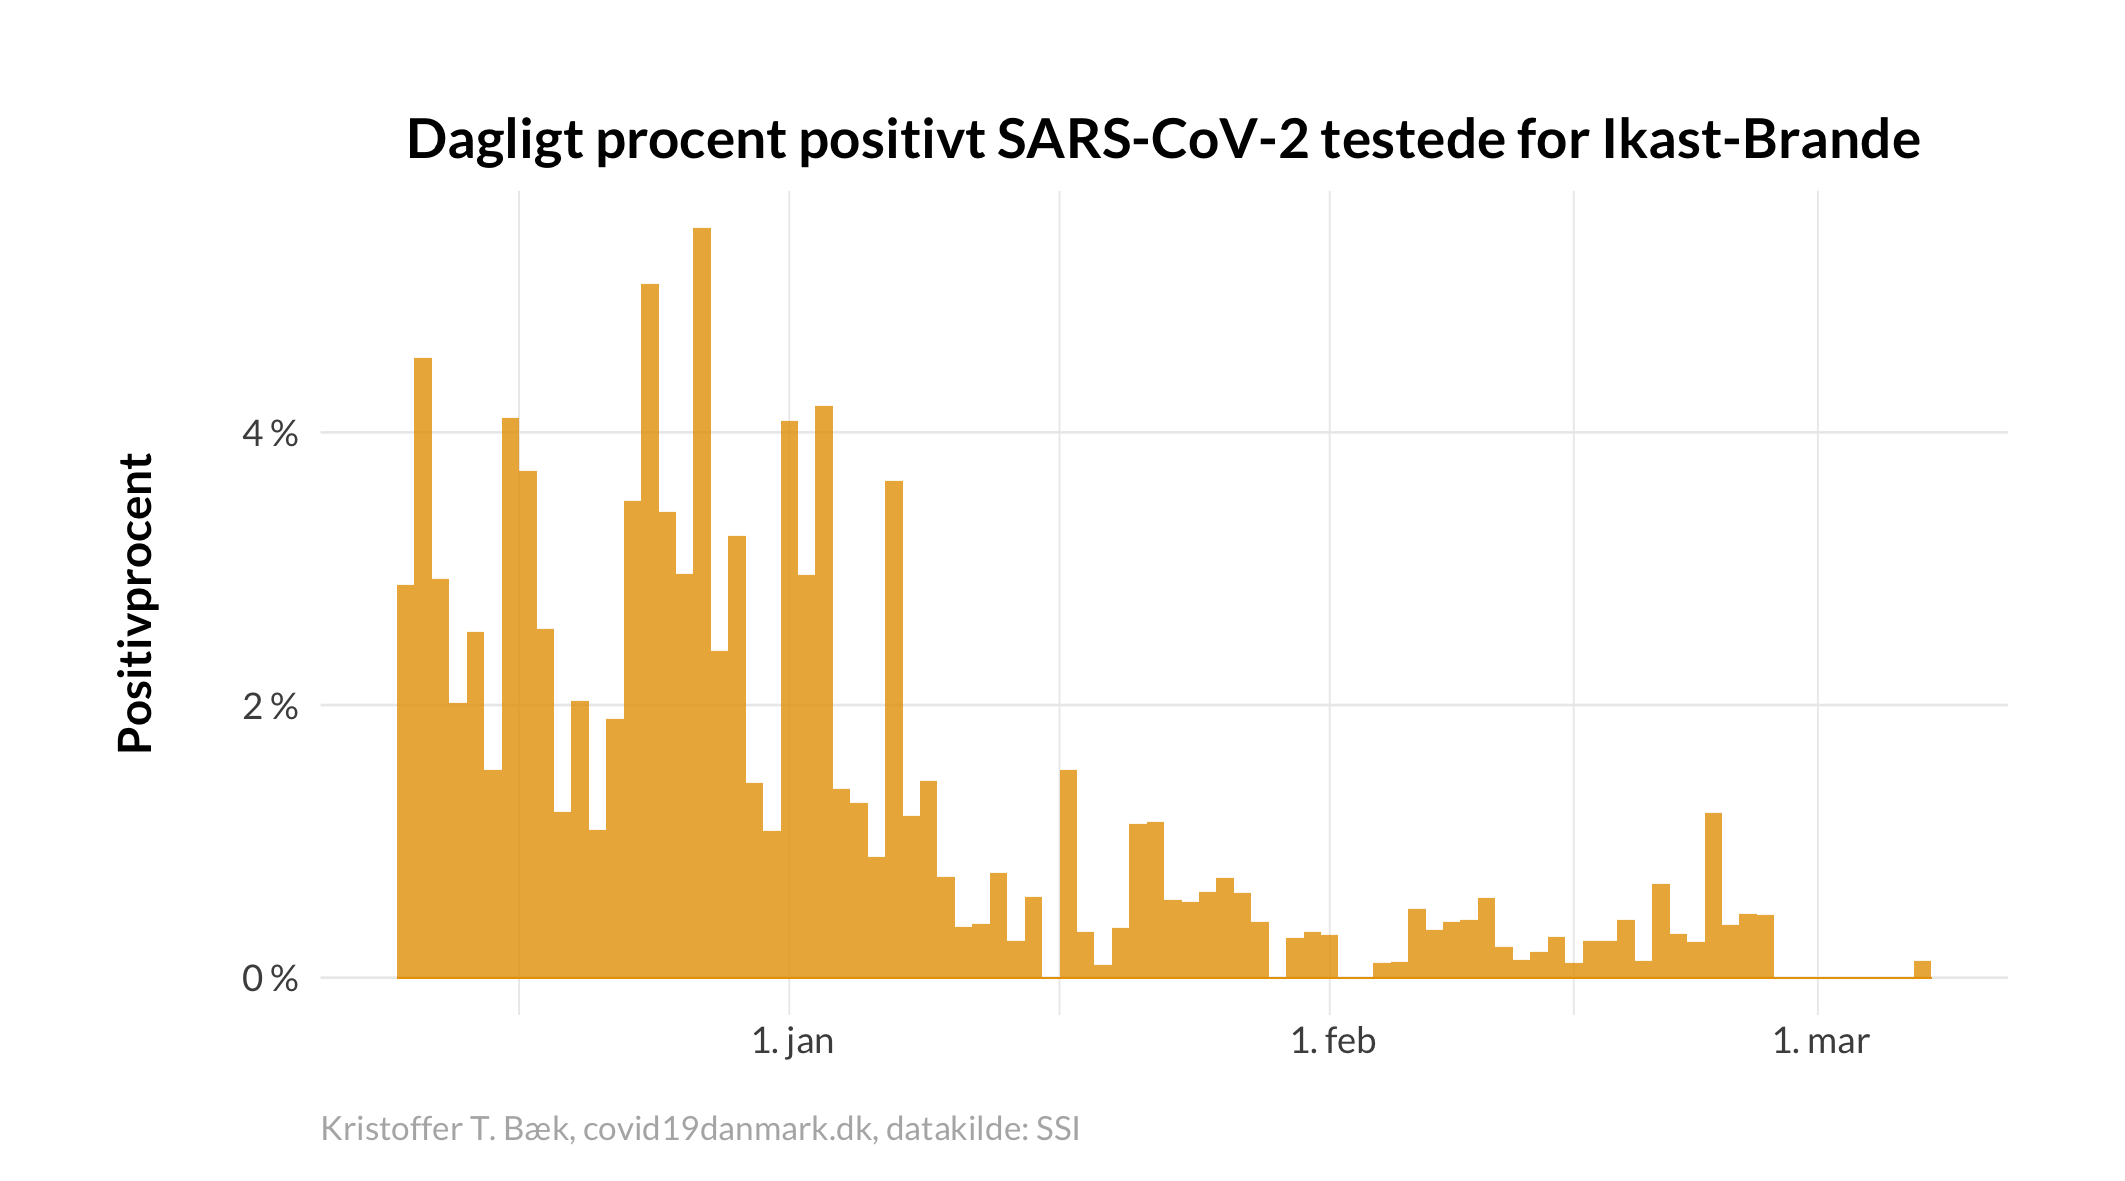 Dagligt procent positivt SARS-CoV-2 testede for Ikast-Brande
Positivprocent
4 %
2 %
0 %
1. jan
1. feb
1. mar
Kristoffer T. Bæk, covid19danmark.dk, datakilde: SSI